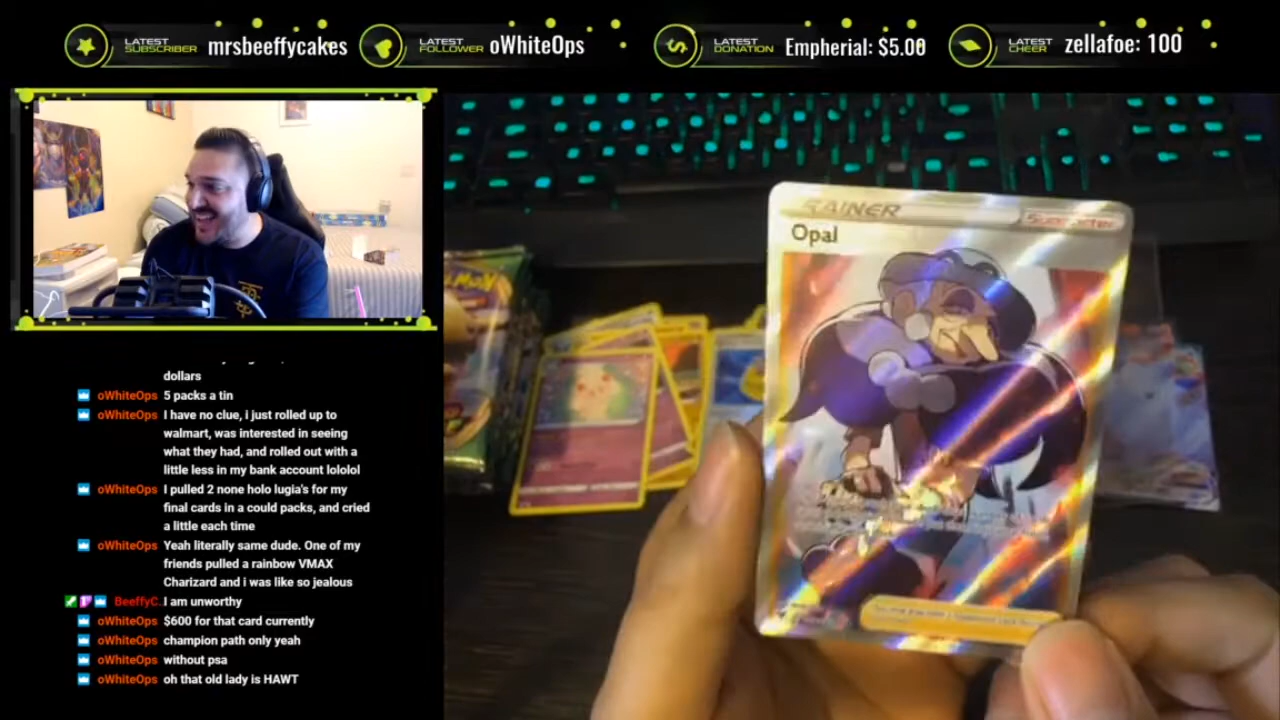 LATEST SUBSCRIBER mrsbeeffycakes
LATEST FOLLOWER oWhiteOps
LATEST DONATION Empherial: $5.00
LATEST CHEER zellafoe: 100
dollars
oWhiteOps 5 packs a tin
oWhiteOps I have no clue, i just rolled up to
walmart, was interested in seeing
what they had, and rolled out with a
little less in my bank account lololol
oWhiteOps I pulled 2 none holo lugia's for my
final cards in a could packs, and cried
a little each time
oWhiteOps Yeah literally same dude. One of my
friends pulled a rainbow VMAX
Charizard and i was like so jealous
BeeffyC. I am unworthy
oWhiteOps $600 for that card currently
oWhiteOps champion path only yeah
oWhiteOps without psa
oWhiteOps oh that old lady is HAWT
RAINER Supporter
Opal